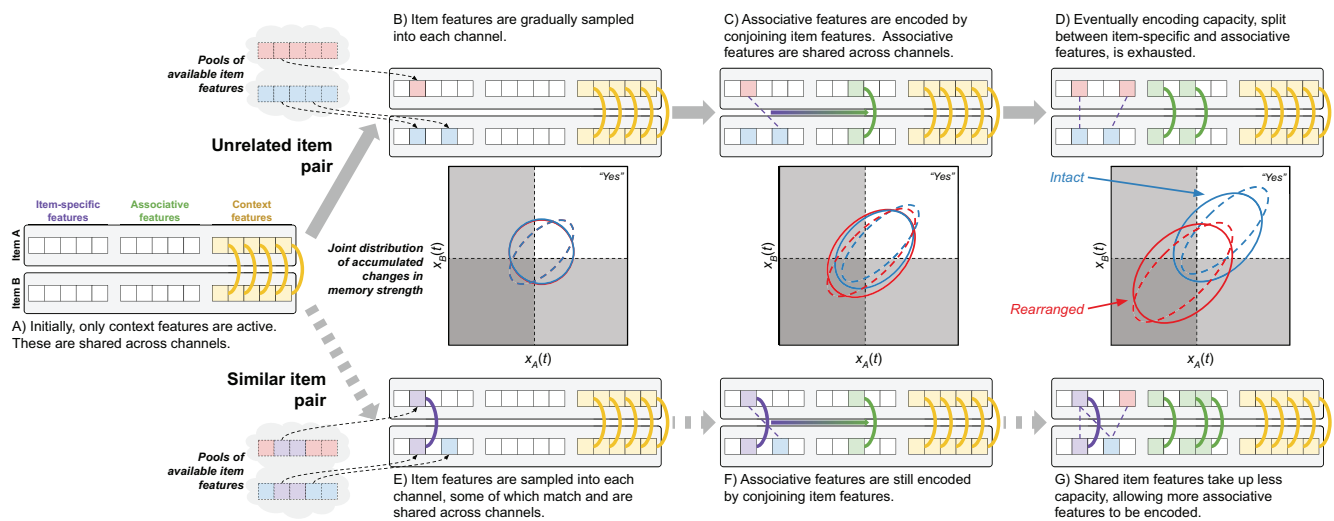 B) Item features are gradually sampled
into each channel.
C) Associative features are encoded by
conjoining item features.  Associative
features are shared across channels.
D) Eventually encoding capacity, split
between item-specific and associative
features, is exhausted.
Pools of
available item
features
Unrelated item
pair
Item-specific
features
Associative
features
Context
features
Item A
Item B
A) Initially, only context features are active.
These are shared across channels.
Joint distribution
of accumulated
changes in
memory strength
"Yes"
x_B(t)
x_A(t)
"Yes"
x_B(t)
x_A(t)
"Yes"
Intact
Rearranged
x_B(t)
x_A(t)
Similar item
pair
Pools of
available item
features
E) Item features are sampled into each
channel, some of which match and are
shared across channels.
F) Associative features are still encoded
by conjoining item features.
G) Shared item features take up less
capacity, allowing more associative
features to be encoded.